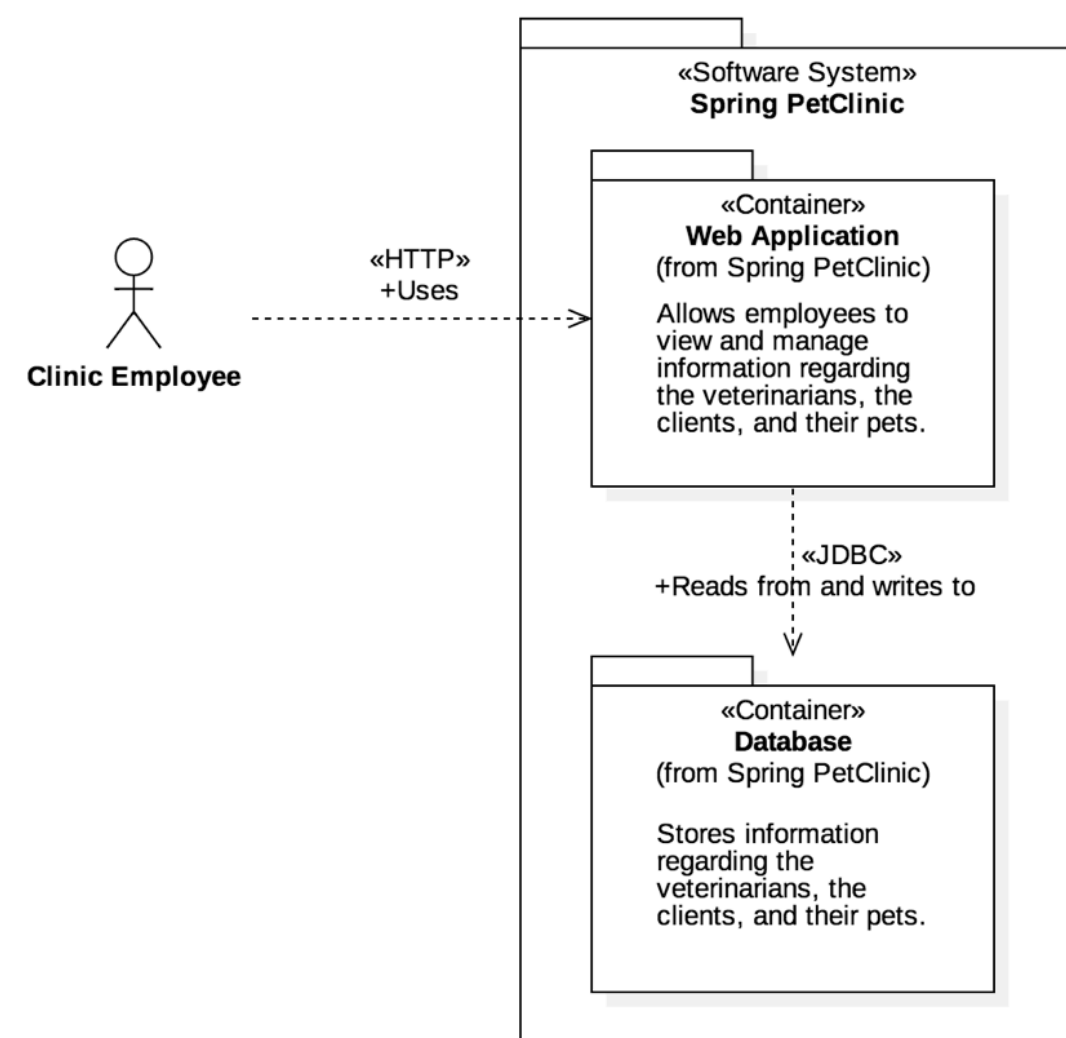 «Software System»
Spring PetClinic
«Container»
Web Application
(from Spring PetClinic)
Allows employees to
view and manage
information regarding
the veterinarians, the
clients, and their pets.
«HTTP»
+Uses
Clinic Employee
«JDBC»
+Reads from and writes to
«Container»
Database
(from Spring PetClinic)
Stores information
regarding the
veterinarians, the
clients, and their pets.